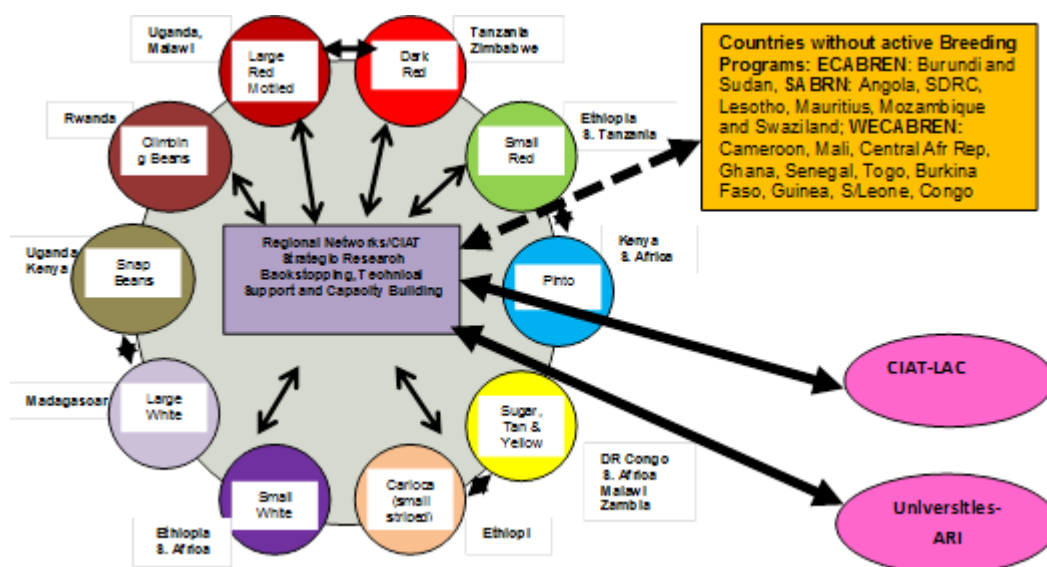 Uganda,
Malawi
Large
Red
Mottled
Dark
Red
Tanzania
Zimbabwe
Countries without active Breeding
Programs: ECABREN: Burundi and
Sudan, SABRN: Angola, SDRC,
Lesotho, Mauritius, Mozambique
and Swaziland; WECABREN:
Cameroon, Mali, Central Afr Rep,
Ghana, Senegal, Togo, Burkina
Faso, Guinea, S/Leone, Congo
Rwanda
Climbin
g Beans
Small
Red
Ethiopia
S. Tanzania
Regional Networks/CIAT
Strategic Research
Backstopping, Technical
Support and Capacity Building
Uganda
Kenya
Snap
Beans
Pinto
Kenya
S. Africa
CIAT-LAC
Madagascar
Large
White
Sugar,
Tan &
Yellow
DR Congo
S. Africa
Malawi
Zambia
Small
White
Carioca
(small
striped)
Ethiopia
S. Africa
Ethiopi
Universities-
ARI